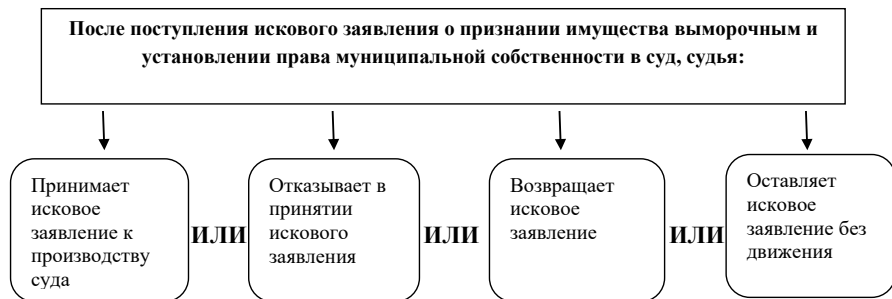 После поступления искового заявления о признании имущества выморочным и
установлении права муниципальной собственности в суд, судья:
Принимает
исковое
заявление к
производству
суда
ИЛИ
Отказывает в
принятии
искового
заявления
ИЛИ
Возвращает
исковое
заявление
ИЛИ
Оставляет
исковое
заявление без
движения